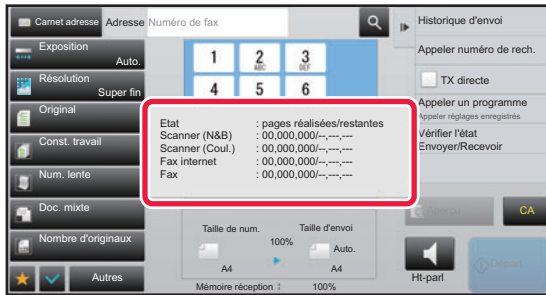 Carnet adresse
Adresse
Numéro de fax
Historique d'envoi
Exposition
Auto.
Appeler numéro de rech.
1
2
ABC
3
DEF
Résolution
Super fin
TX directe
4
5
6
Appeler un programme
Appeler réglages enregistrés
Original
Etat : pages réalisées/restantes
Scanner (N&B) : 00,000,000/--,---,---
Scanner (Coul.) : 00,000,000/--,---,---
Fax internet : 00,000,000/--,---,---
Fax : 00,000,000/--,---,---
Vérifier l'état
Envoyer/Recevoir
Const. travail
Num. lente
Doc. mixte
CA
Taille de num.
Taille d'envoi
100%
Auto.
A4
A4
Nombre d'originaux
Autres
Mémoire réception : 100%
Ht-parl
Départ